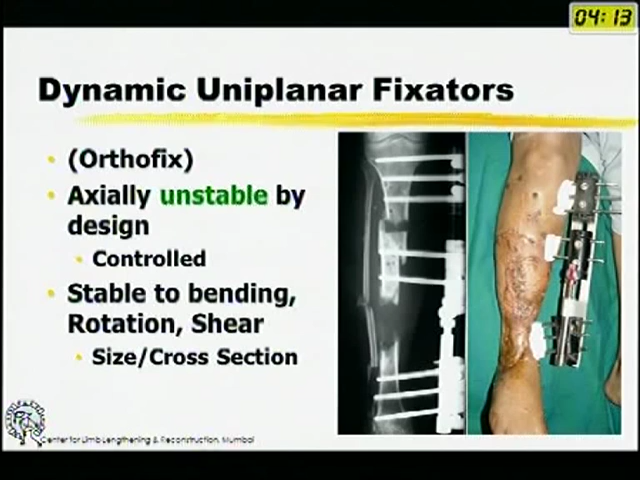 04:13
Dynamic Uniplanar Fixators
(Orthofix)
Axially unstable by
design
Controlled
Stable to bending,
Rotation, Shear
Size/Cross Section
Center for Limb Lengthening & Reconstruction, Mumbai